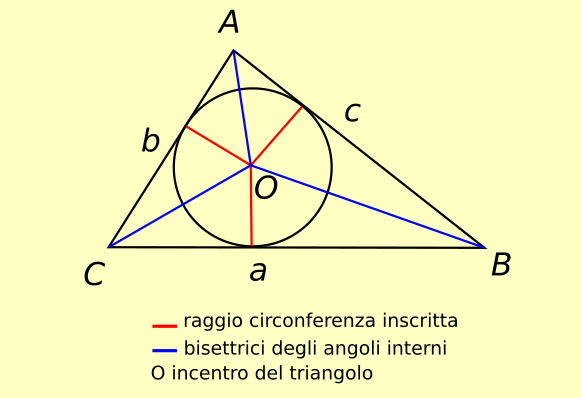 A
b
c
O
C
a
B
raggio circonferenza inscritta
bisettrici degli angoli interni
O incentro del triangolo